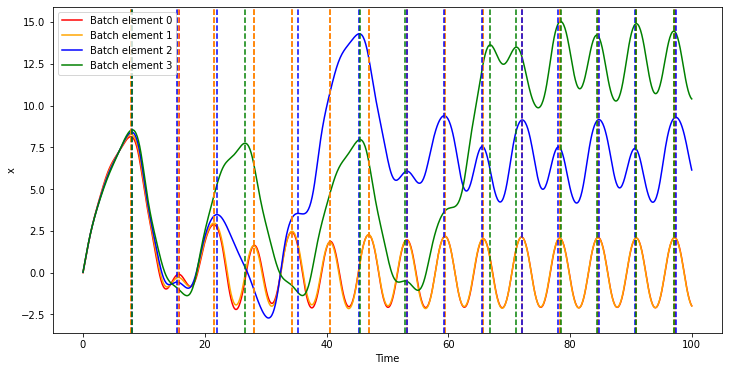 Batch element 0
Batch element 1
Batch element 2
Batch element 3
15.0
12.5
10.0
7.5
5.0
2.5
0.0
−2.5
x
0 20 40 60 80 100
Time